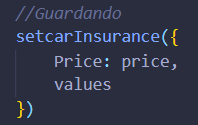 //Guardando
setcarInsurance({
    Price: price,
    values
})